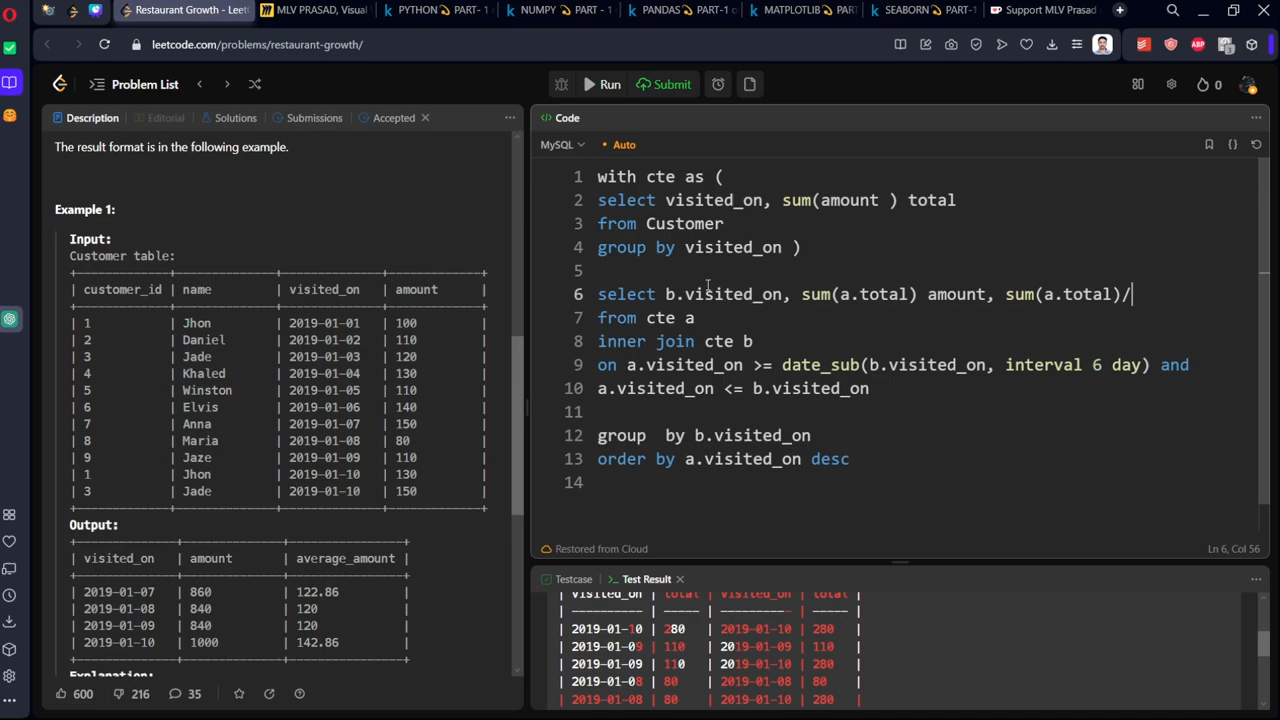 Restaurant Growth - LeetC
MLV PRASAD, Visual
PYTHON PART- 1
NUMPY PART - 1
PANDAS PART-1 o
MATPLOTLIB PAR
SEABORN PART-
Support MLV Prasad
leetcode.com/problems/restaurant-growth/
ABP
Problem List
Run
Submit
0
Description
Editorial
Solutions
Submissions
Accepted
The result format is in the following example.
Example 1:
Input:
Customer table:
+-------------+--------------+--------------+-------------+
| customer_id | name | visited_on | amount |
+-------------+--------------+--------------+-------------+
| 1 | Jhon | 2019-01-01 | 100 |
| 2 | Daniel | 2019-01-02 | 110 |
| 3 | Jade | 2019-01-03 | 120 |
| 4 | Khaled | 2019-01-04 | 130 |
| 5 | Winston | 2019-01-05 | 110 |
| 6 | Elvis | 2019-01-06 | 140 |
| 7 | Anna | 2019-01-07 | 150 |
| 8 | Maria | 2019-01-08 | 80 |
| 9 | Jaze | 2019-01-09 | 110 |
| 1 | Jhon | 2019-01-10 | 130 |
| 3 | Jade | 2019-01-10 | 150 |
+-------------+--------------+--------------+-------------+
Output:
+--------------+--------------+----------------+
| visited_on | amount | average_amount |
+--------------+--------------+----------------+
| 2019-01-07 | 860 | 122.86 |
| 2019-01-08 | 840 | 120 |
| 2019-01-09 | 840 | 120 |
| 2019-01-10 | 1000 | 142.86 |
+--------------+--------------+----------------+
600
216
35
Code
MySQL
Auto
1 with cte as (
2 select visited_on, sum(amount ) total
3 from Customer
4 group by visited_on )
5
6 select b.visited_on, sum(a.total) amount, sum(a.total)/
7 from cte a
8 inner join cte b
9 on a.visited_on >= date_sub(b.visited_on, interval 6 day) and
10 a.visited_on <= b.visited_on
11
12 group  by b.visited_on
13 order by a.visited_on desc
14
Restored from Cloud
Ln 6, Col 56
Testcase
Test Result
| visited_on | total | visited_on | total |
| ---------- | ----- | ---------- | ----- |
| 2019-01-10 | 280 | 2019-01-10 | 280 |
| 2019-01-09 | 110 | 2019-01-09 | 110 |
| 2019-01-09 | 110 | 2019-01-10 | 280 |
| 2019-01-08 | 80 | 2019-01-08 | 80 |
| 2019-01-08 | 80 | 2019-01-10 | 280 |